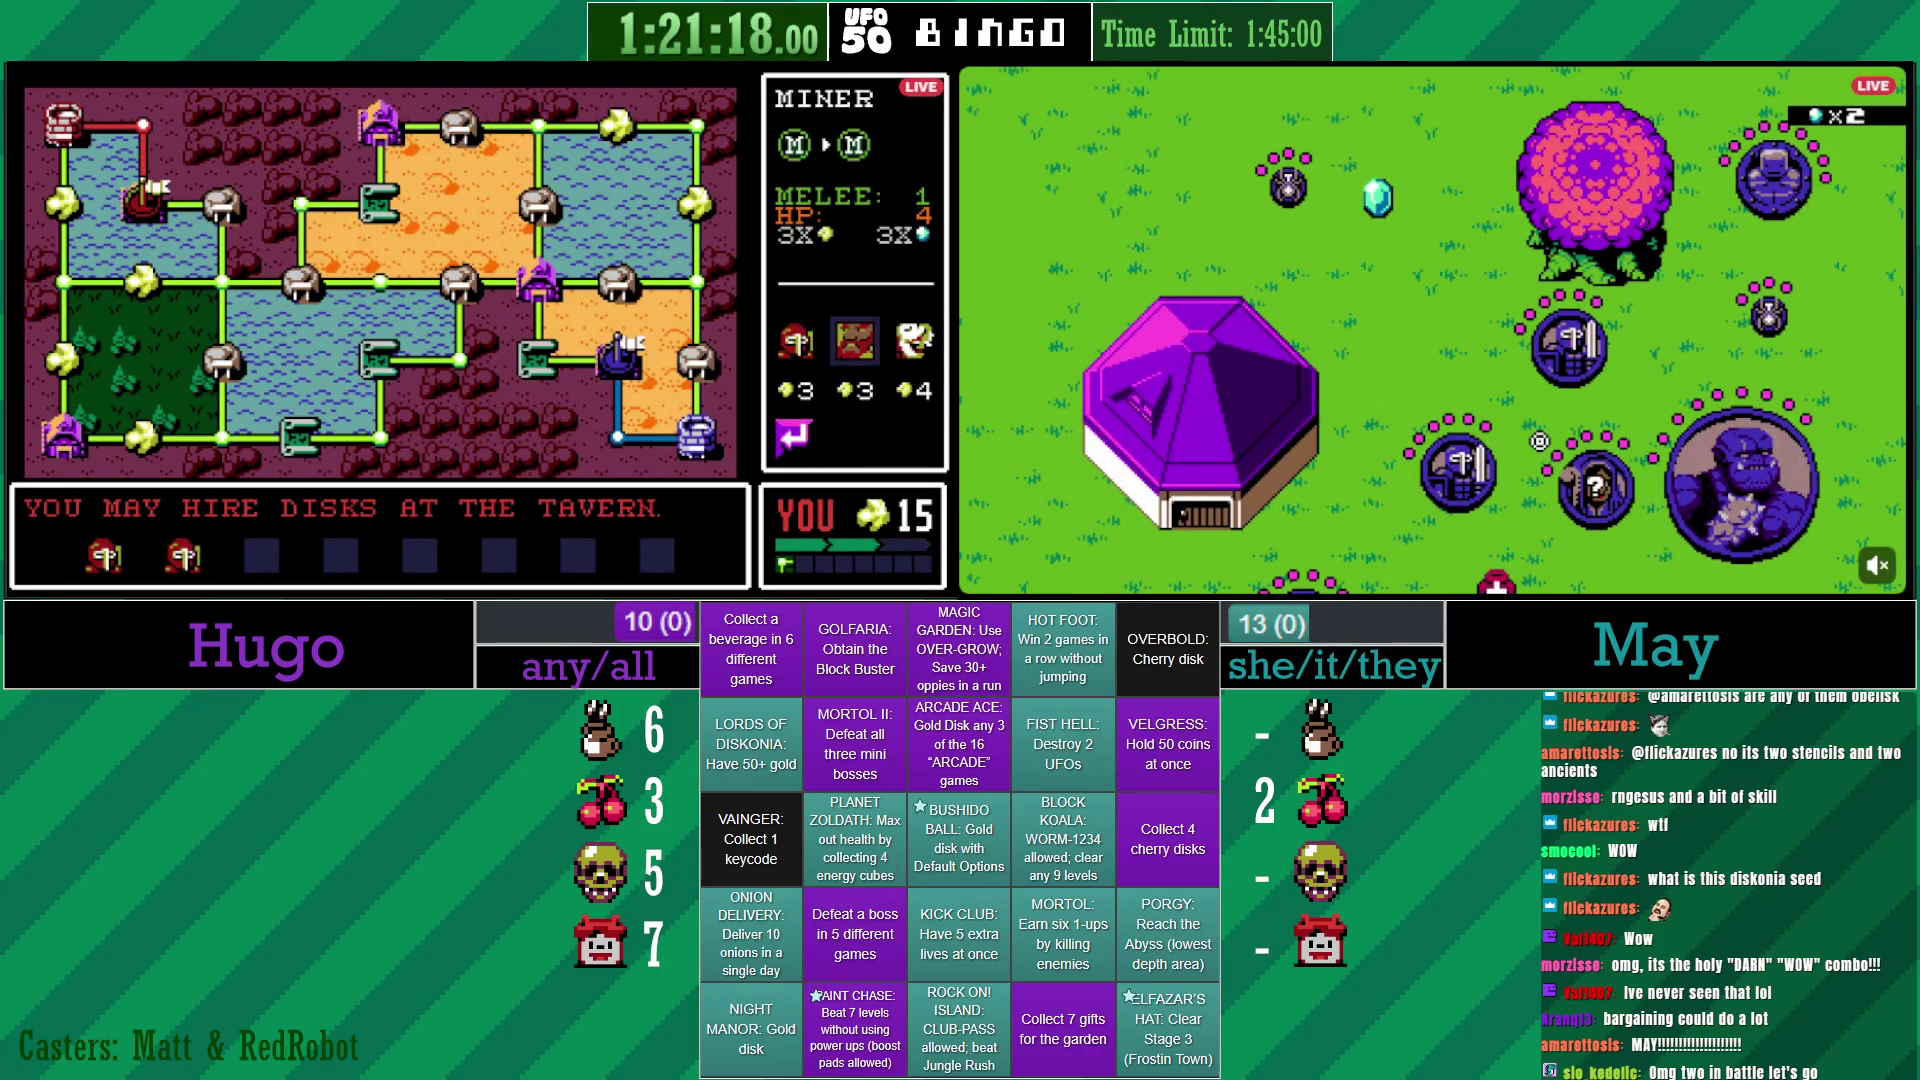 1:21:18.00
UFO 50
BINGO
Time Limit: 1:45:00
MINER
LIVE
M M
MELEE: 1
HP: 4
3X 3X
3 3 4
YOU MAY HIRE DISKS AT THE TAVERN.
YOU 15
LIVE
x2
Hugo
10 (0)
any/all
13 (0)
she/it/they
May
Collect a
beverage in 6
different
games
GOLFARIA:
Obtain the
Block Buster
MAGIC
GARDEN: Use
OVER-GROW;
Save 30+
oppies in a run
HOT FOOT:
Win 2 games in
a row without
jumping
OVERBOLD:
Cherry disk
LORDS OF
DISKONIA:
Have 50+ gold
MORTOL II:
Defeat all
three mini
bosses
ARCADE ACE:
Gold Disk any 3
of the 16
"ARCADE"
games
FIST HELL:
Destroy 2
UFOs
VELGRESS:
Hold 50 coins
at once
VAINGER:
Collect 1
keycode
PLANET
ZOLDATH: Max
out health by
collecting 4
energy cubes
BUSHIDO
BALL: Gold
disk with
Default Options
BLOCK
KOALA:
WORM-1234
allowed; clear
any 9 levels
Collect 4
cherry disks
ONION
DELIVERY:
Deliver 10
onions in a
single day
Defeat a boss
in 5 different
games
KICK CLUB:
Have 5 extra
lives at once
MORTOL:
Earn six 1-ups
by killing
enemies
PORGY:
Reach the
Abyss (lowest
depth area)
NIGHT
MANOR: Gold
disk
AINT CHASE:
Beat 7 levels
without using
power ups (boost
pads allowed)
ROCK ON!
ISLAND:
CLUB-PASS
allowed; beat
Jungle Rush
Collect 7 gifts
for the garden
ELFAZAR'S
HAT: Clear
Stage 3
(Frostin Town)
6
3
5
7
-
2
-
-
Casters: Matt & RedRobot
flickazures: @amarettosis are any of them obelisk
flickazures:
amarettosis: @flickazures no its two stencils and two
ancients
morzisse: rngesus and a bit of skill
flickazures: wtf
smocool: WOW
flickazures: what is this diskonia seed
flickazures:
Val1407: Wow
morzisse: omg, its the holy "DARN" "WOW" combo!!!
Val1407: Ive never seen that lol
Aranq13: bargaining could do a lot
amarettosis: MAY!!!!!!!!!!!!!!!!!!!!
slo_kedelic: Omg two in battle let's go